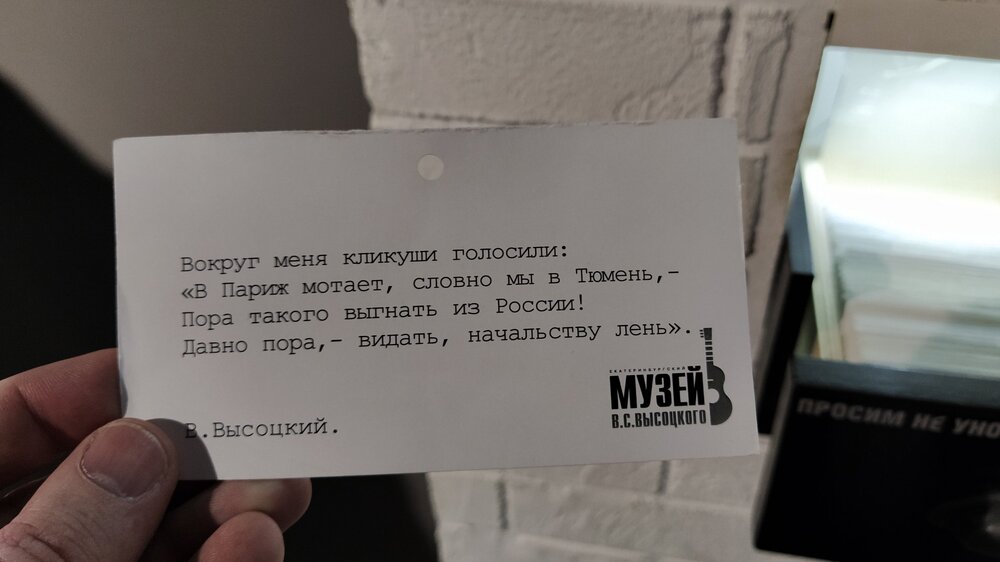 Вокруг меня кликуши голосили:
«В Париж мотает, словно мы в Тюмень,-
Пора такого выгнать из России!
Давно пора,- видать, начальству лень».
В.Высоцкий.
ЕКАТЕРИНБУРГСКИЙ
МУЗЕЙ
В.С.ВЫСОЦКОГО
ПРОСИМ НЕ УНО